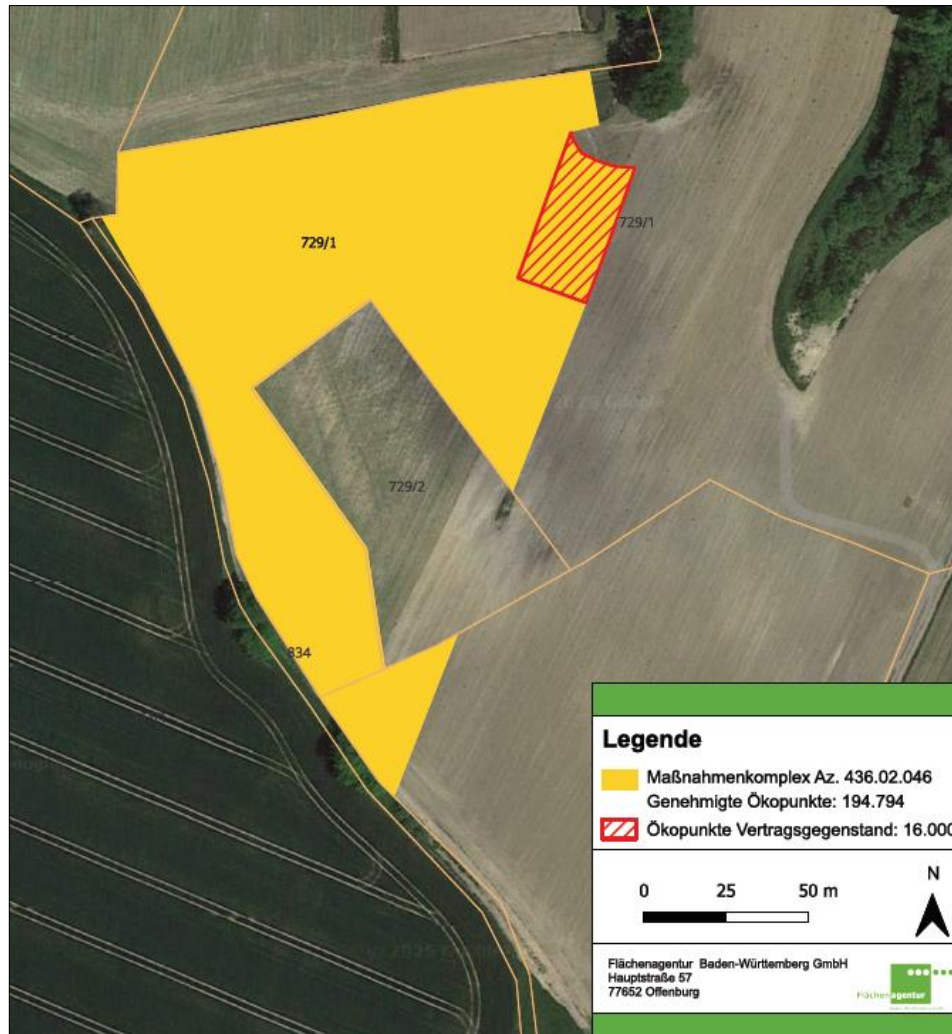 729/1
729/1
729/2
834
Legende
Maßnahmenkomplex Az. 436.02.046
Genehmigte Ökopunkte: 194.794
Ökopunkte Vertragsgegenstand: 16.000
0 25 50 m
N
Flächenagentur Baden-Württemberg GmbH
Hauptstraße 57
77652 Offenburg
Flächenagentur